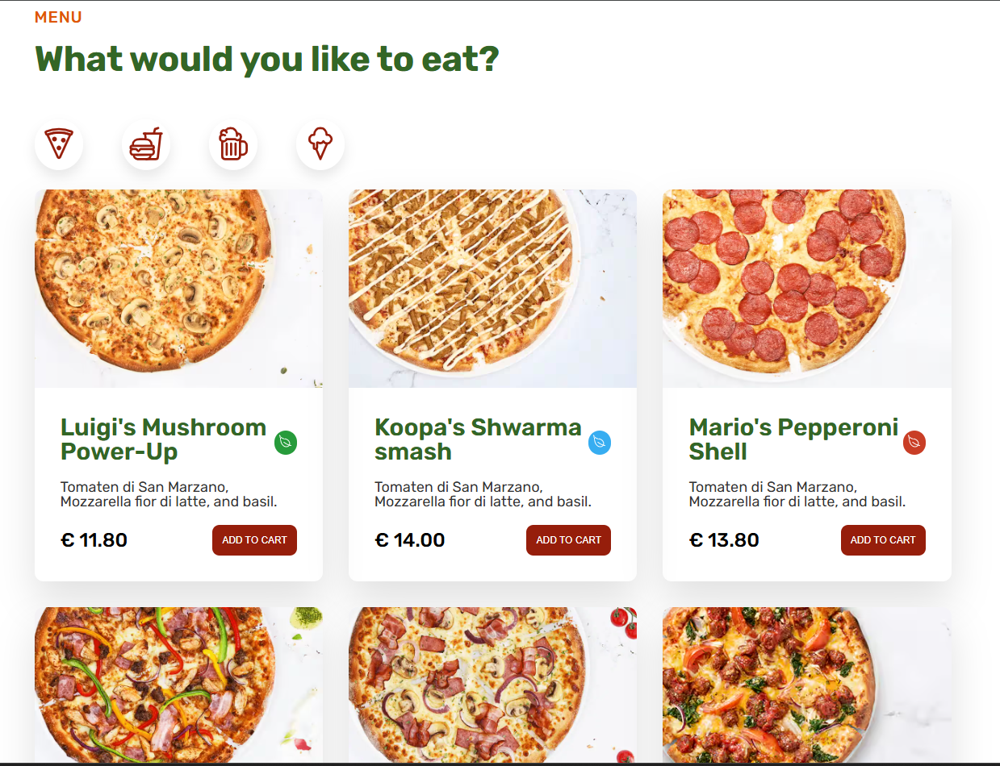 MENU
What would you like to eat?
Luigi's Mushroom
Power-Up
Tomaten di San Marzano,
Mozzarella fior di latte, and basil.
€ 11.80
ADD TO CART
Koopa's Shwarma
smash
Tomaten di San Marzano,
Mozzarella fior di latte, and basil.
€ 14.00
ADD TO CART
Mario's Pepperoni
Shell
Tomaten di San Marzano,
Mozzarella fior di latte, and basil.
€ 13.80
ADD TO CART